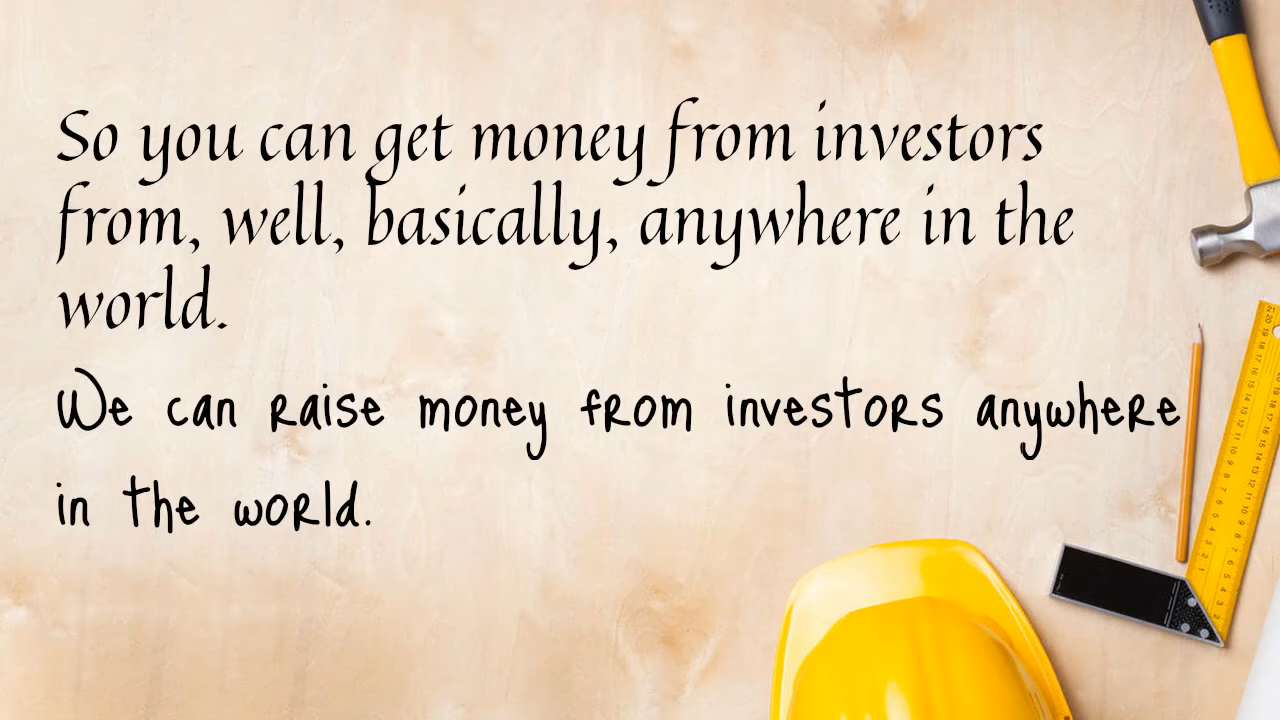 So you can get money from investors
from, well, basically, anywhere in the
world.
We can raise money from investors anywhere
in the world.